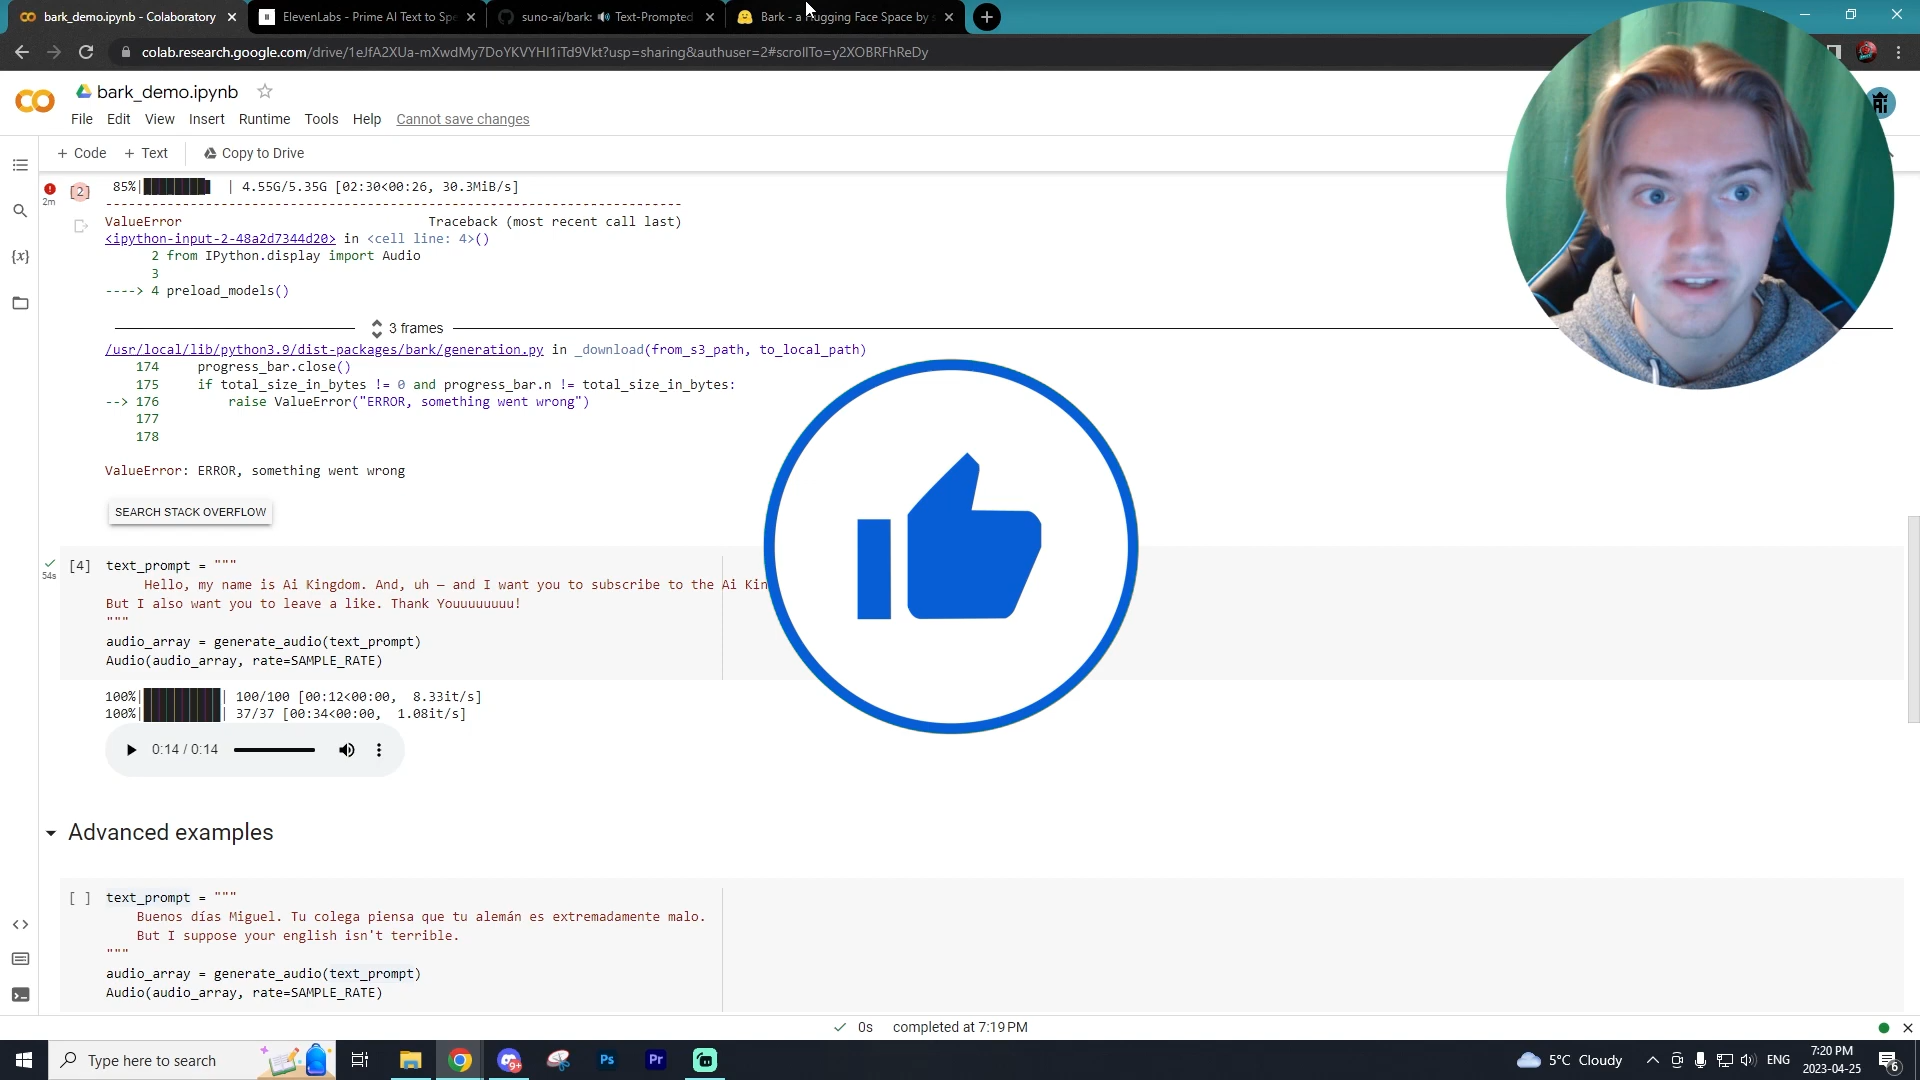 bark_demo.ipynb - Colaboratory
ElevenLabs - Prime AI Text to Spe
suno-ai/bark: 🔊 Text-Prompted
Bark - a Hugging Face Space by s
colab.research.google.com/drive/1eJfA2XUa-mXwdMy7DoYKVYHI1iTd9Vkt?usp=sharing&authuser=2#scrollTo=y2XOBRFhReDy
bark_demo.ipynb
File Edit View Insert Runtime Tools Help Cannot save changes
+ Code + Text Copy to Drive
2m [2] 85%| | 4.55G/5.35G [02:30<00:26, 30.3MiB/s]
---------------------------------------------------------------------------
ValueError Traceback (most recent call last)
<ipython-input-2-48a2d7344d20> in <cell line: 4>()
2 from IPython.display import Audio
3
----> 4 preload_models()
3 frames
/usr/local/lib/python3.9/dist-packages/bark/generation.py in _download(from_s3_path, to_local_path)
174 progress_bar.close()
175 if total_size_in_bytes != 0 and progress_bar.n != total_size_in_bytes:
--> 176 raise ValueError("ERROR, something went wrong")
177
178
ValueError: ERROR, something went wrong
SEARCH STACK OVERFLOW
54s [4] text_prompt = """
Hello, my name is Ai Kingdom. And, uh — and I want you to subscribe to the Ai Kin
But I also want you to leave a like. Thank Youuuuuuuu!
"""
audio_array = generate_audio(text_prompt)
Audio(audio_array, rate=SAMPLE_RATE)
100%| | 100/100 [00:12<00:00, 8.33it/s]
100%| | 37/37 [00:34<00:00, 1.08it/s]
0:14 / 0:14
Advanced examples
[ ] text_prompt = """
Buenos días Miguel. Tu colega piensa que tu alemán es extremadamente malo.
But I suppose your english isn't terrible.
"""
audio_array = generate_audio(text_prompt)
Audio(audio_array, rate=SAMPLE_RATE)
0s completed at 7:19 PM
Type here to search
9+
Ps
Pr
5°C Cloudy
ENG
7:20 PM
2023-04-25
6